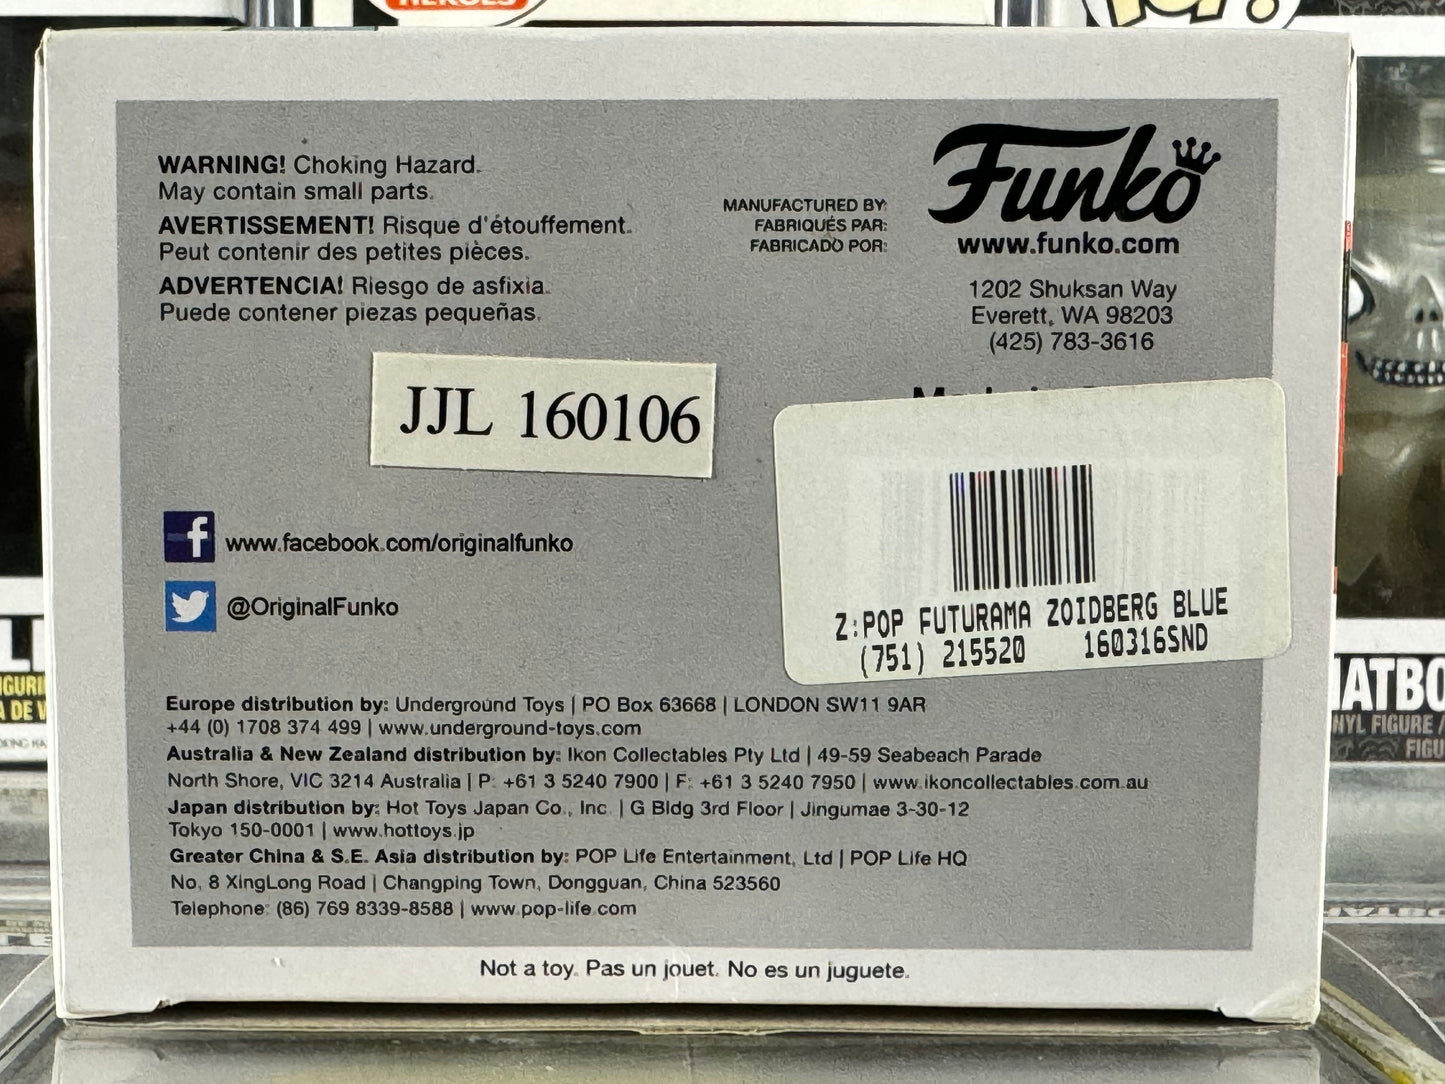 HEROES
WARNING! Choking Hazard.
May contain small parts.
AVERTISSEMENT! Risque d'étouffement.
Peut contenir des petites pièces.
ADVERTENCIA! Riesgo de asfixia.
Puede contener piezas pequeñas.
MANUFACTURED BY:
FABRIQUÉS PAR:
FABRICADO POR:
Funko
www.funko.com
1202 Shuksan Way
Everett, WA 98203
(425) 783-3616
JJL 160106
www.facebook.com/originalfunko
@OriginalFunko
Z:POP FUTURAMA ZOIDBERG BLUE
(751) 215520 160316SND
Europe distribution by: Underground Toys | PO Box 63668 | LONDON SW11 9AR
+44 (0) 1708 374 499 | www.underground-toys.com
Australia & New Zealand distribution by: Ikon Collectables Pty Ltd | 49-59 Seabeach Parade
North Shore, VIC 3214 Australia | P: +61 3 5240 7900 | F: +61 3 5240 7950 | www.ikoncollectables.com.au
Japan distribution by: Hot Toys Japan Co., Inc. | G Bldg 3rd Floor | Jingumae 3-30-12
Tokyo 150-0001 | www.hottoys.jp
Greater China & S.E. Asia distribution by: POP Life Entertainment, Ltd | POP Life HQ
No. 8 XingLong Road | Changping Town, Dongguan, China 523560
Telephone: (86) 769 8339-8588 | www.pop-life.com
Not a toy. Pas un jouet. No es un juguete.